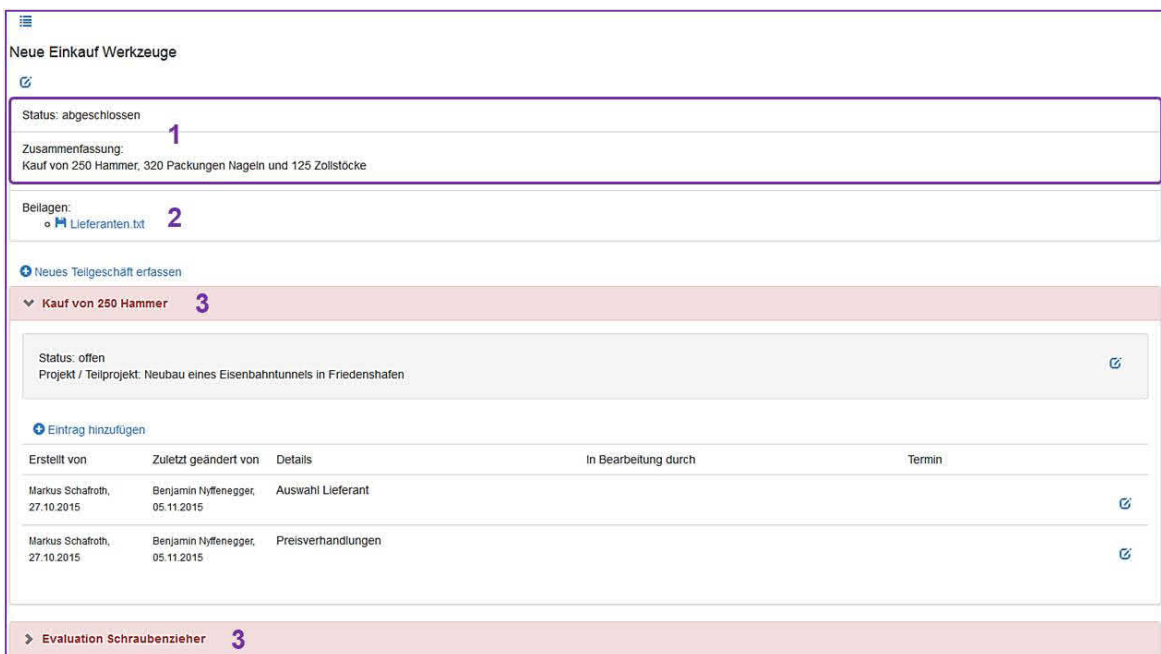 Neue Einkauf Werkzeuge
Status: abgeschlossen
1
Zusammenfassung:
Kauf von 250 Hammer, 320 Packungen Nageln und 125 Zollstöcke
Beilagen:
Lieferanten.txt
2
Neues Teilgeschäft erfassen
Kauf von 250 Hammer 3
Status: offen
Projekt / Teilprojekt: Neubau eines Eisenbahntunnels in Friedenshafen
Eintrag hinzufügen
Erstellt von Zuletzt geändert von Details In Bearbeitung durch Termin
Markus Schafroth, Benjamin Nyffenegger, Auswahl Lieferant
27.10.2015 05.11.2015
Markus Schafroth, Benjamin Nyffenegger, Preisverhandlungen
27.10.2015 05.11.2015
Evaluation Schraubenzieher 3